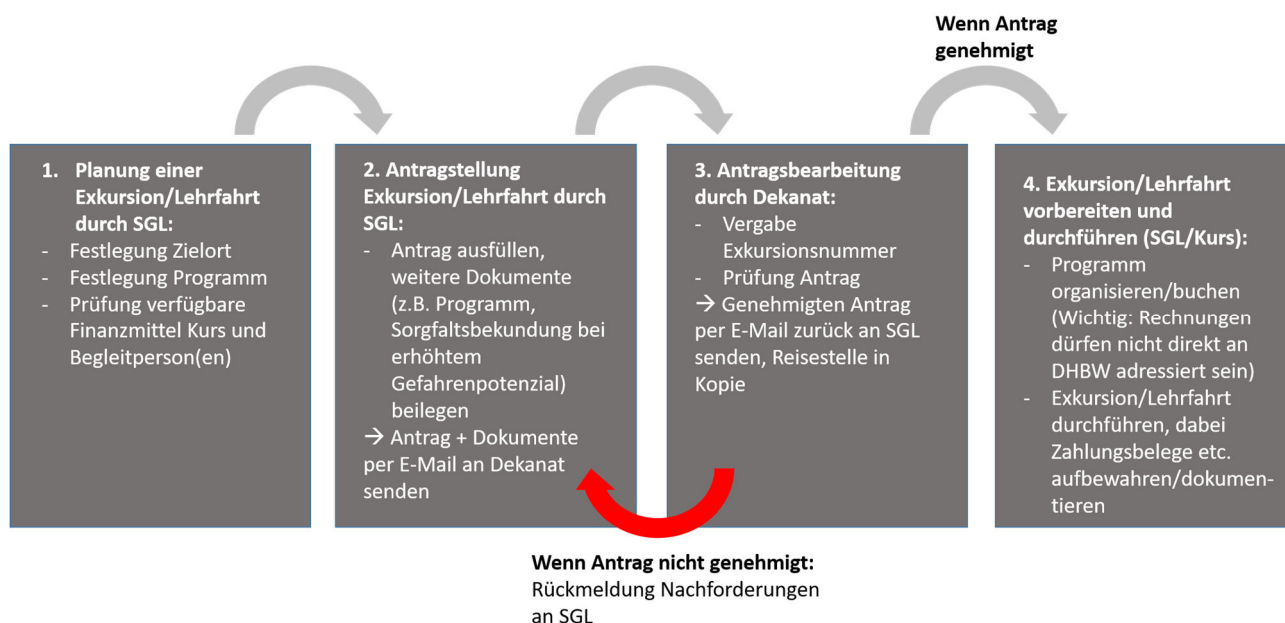 Wenn Antrag
genehmigt
1. Planung einer
Exkursion/Lehrfahrt
durch SGL:
- Festlegung Zielort
- Festlegung Programm
- Prüfung verfügbare
Finanzmittel Kurs und
Begleitperson(en)
2. Antragstellung
Exkursion/Lehrfahrt durch
SGL:
- Antrag ausfüllen,
weitere Dokumente
(z.B. Programm,
Sorgfaltsbekundung bei
erhöhtem
Gefahrenpotenzial)
beilegen
→ Antrag + Dokumente
per E-Mail an Dekanat
senden
3. Antragsbearbeitung
durch Dekanat:
- Vergabe
Exkursionsnummer
- Prüfung Antrag
→ Genehmigten Antrag
per E-Mail zurück an SGL
senden, Reisestelle in
Kopie
4. Exkursion/Lehrfahrt
vorbereiten und
durchführen (SGL/Kurs):
- Programm
organisieren/buchen
(Wichtig: Rechnungen
dürfen nicht direkt an
DHBW adressiert sein)
- Exkursion/Lehrfahrt
durchführen, dabei
Zahlungsbelege etc.
aufbewahren/dokumen-
tieren
Wenn Antrag nicht genehmigt:
Rückmeldung Nachforderungen
an SGL